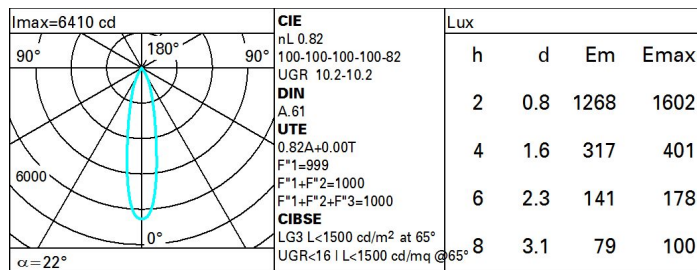 Imax=6410 cd
90°
180°
90°
6000
0°
α=22°
CIE
nL 0.82
100-100-100-100-82
UGR 10.2-10.2
DIN
A.61
UTE
0.82A+0.00T
F"1=999
F"1+F"2=1000
F"1+F"2+F"3=1000
CIBSE
LG3 L<1500 cd/m² at 65°
UGR<16 | L<1500 cd/mq @65°
Lux
h d Em Emax
2 0.8 1268 1602
4 1.6 317 401
6 2.3 141 178
8 3.1 79 100